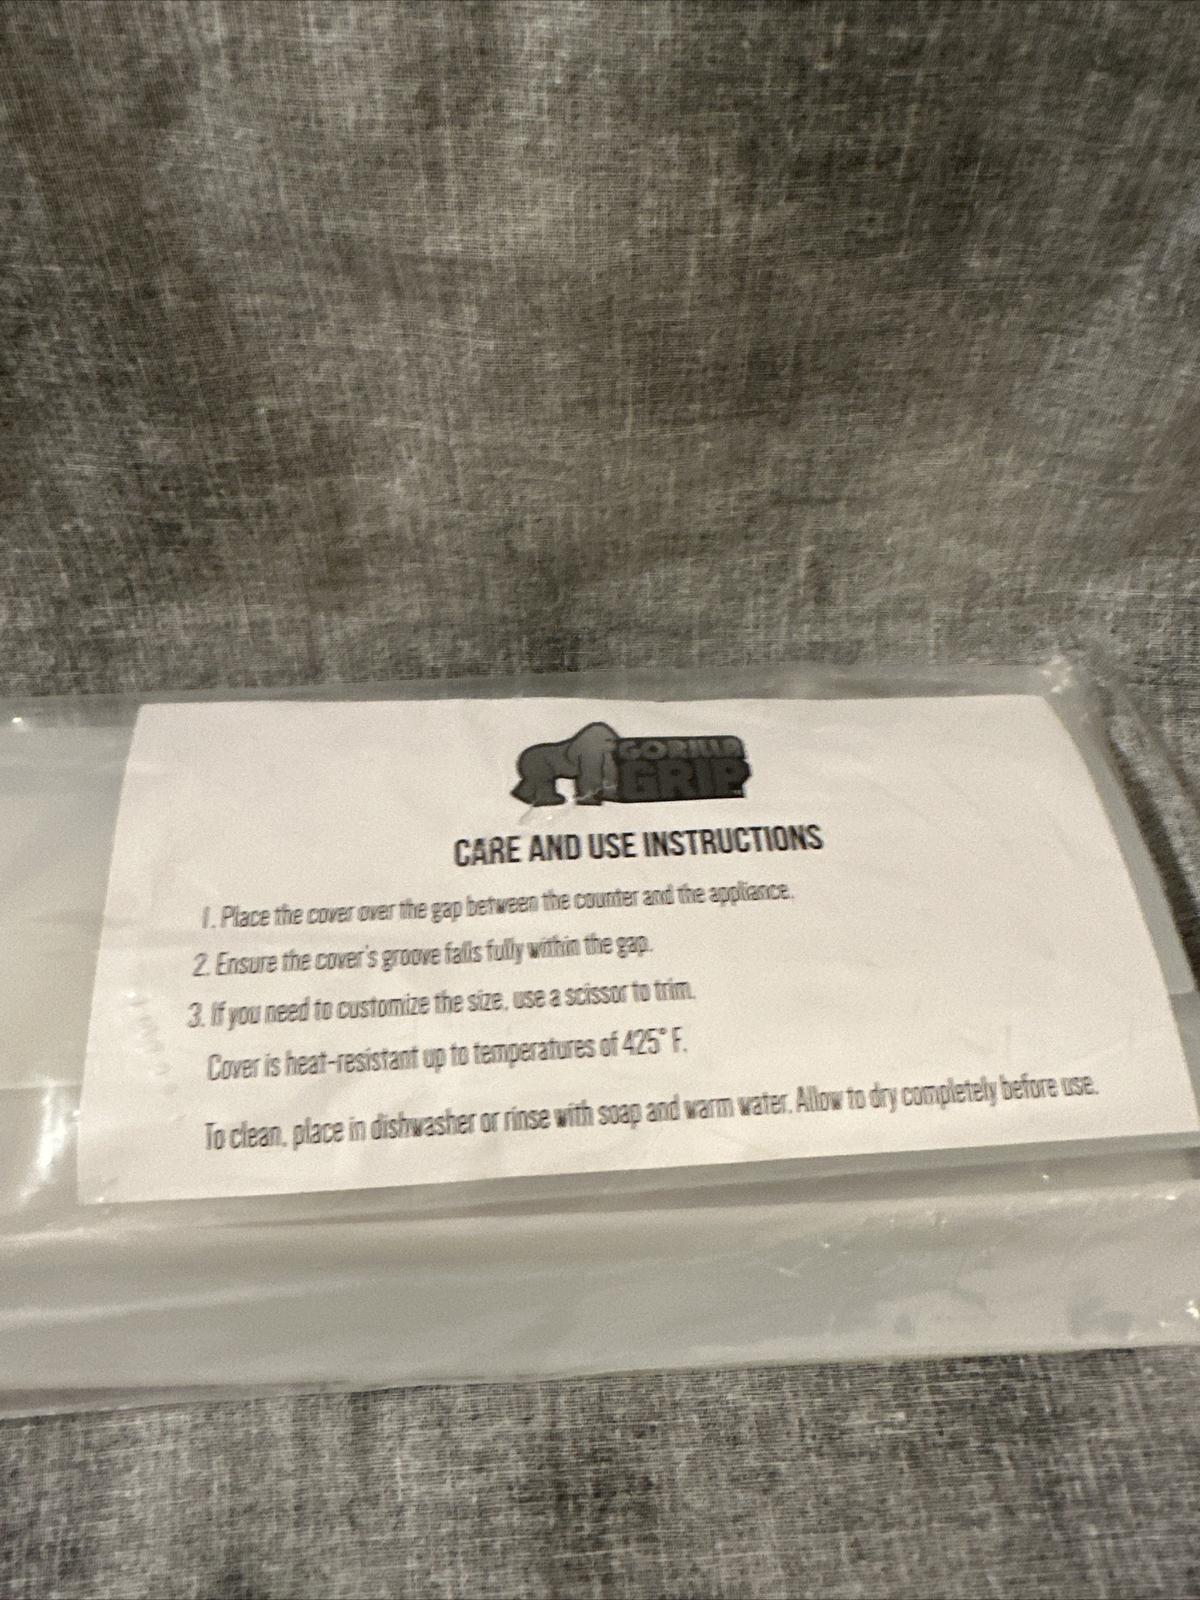 GORILLA
GRIP
CARE AND USE INSTRUCTIONS
1. Place the cover over the gap between the counter and the appliance.
2. Ensure the cover's groove falls fully within the gap.
3. If you need to customize the size, use a scissor to trim.
Cover is heat-resistant up to temperatures of 425° F.
To clean, place in dishwasher or rinse with soap and warm water. Allow to dry completely before use.